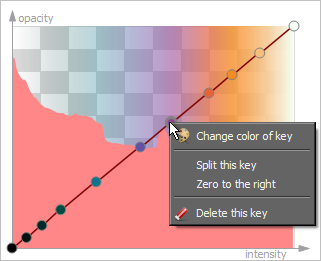 opacity
Change color of key
Split this key
Zero to the right
Delete this key
intensity